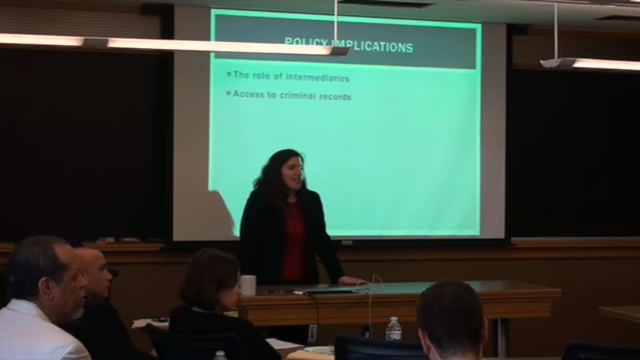 POLICY IMPLICATIONS
The role of intermediaries
Access to criminal records